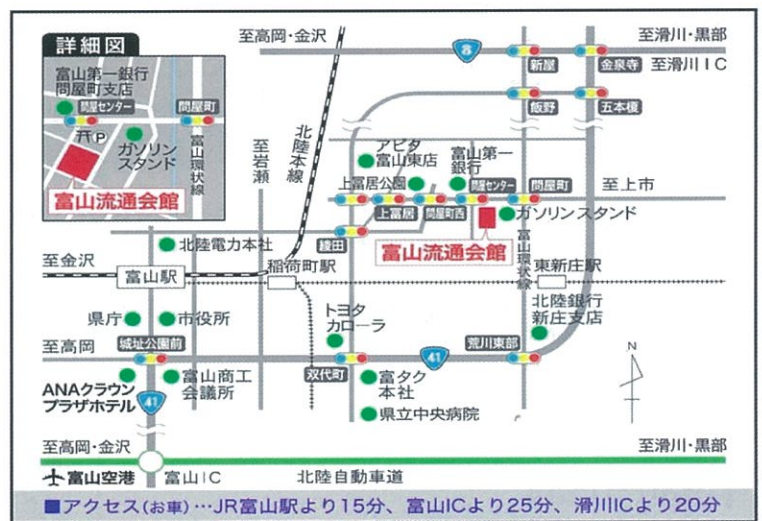 詳細図
富山第一銀行
問屋町支店
問屋センター
問屋町
P
ガソリン
スタンド
富山環状線
富山流通会館
至高岡・金沢
8
新屋
金泉寺
至滑川・黒部
至滑川IC
飯野
五本榎
北陸本線
至岩瀬
アピタ
富山東店
富山第一
銀行
上冨居公園
上冨居
問屋町西
問屋センター
問屋町
至上市
ガソリンスタンド
綾田
富山流通会館
富山環状線
北陸電力本社
至金沢
富山駅
稲荷町駅
東新庄駅
県庁
市役所
トヨタ
カローラ
北陸銀行
新庄支店
至高岡
城址公園前
双代町
41
荒川東部
N
ANAクラウン
プラザホテル
41
富山商工
会議所
富タク
本社
県立中央病院
至高岡・金沢
至滑川・黒部
富山空港
富山IC
北陸自動車道
■アクセス(お車)…JR富山駅より15分、富山ICより25分、滑川ICより20分